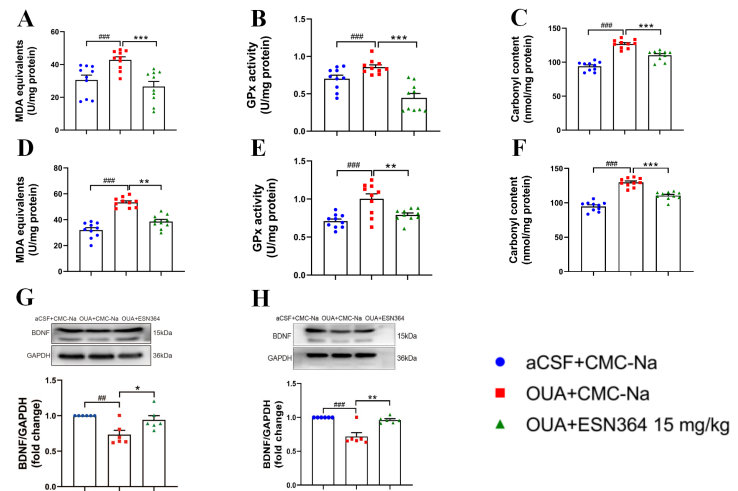 A
MDA equivalents
(U/mg protein)
60
40
20
0
###
***
B
GPx activity
(U/mg protein)
1.5
1.0
0.5
0.0
###
***
C
Carbonyl content
(nmol/mg protein)
150
100
50
0
###
***
D
MDA equivalents
(U/mg protein)
80
60
40
20
0
###
**
E
GPx activity
(U/mg protein)
1.5
1.0
0.5
0.0
###
**
F
Carbonyl content
(nmol/mg protein)
150
100
50
0
###
***
G
aCSF+CMC-Na OUA+CMC-Na OUA+ESN364
BDNF
15kDa
GAPDH
36kDa
BDNF/GAPDH
(fold change)
1.5
1.0
0.5
0.0
##
*
H
aCSF+CMC-Na OUA+CMC-Na OUA+ESN364
BDNF
15kDa
GAPDH
36kDa
BDNF/GAPDH
(fold change)
1.5
1.0
0.5
0.0
###
**
aCSF+CMC-Na
OUA+CMC-Na
OUA+ESN364 15 mg/kg